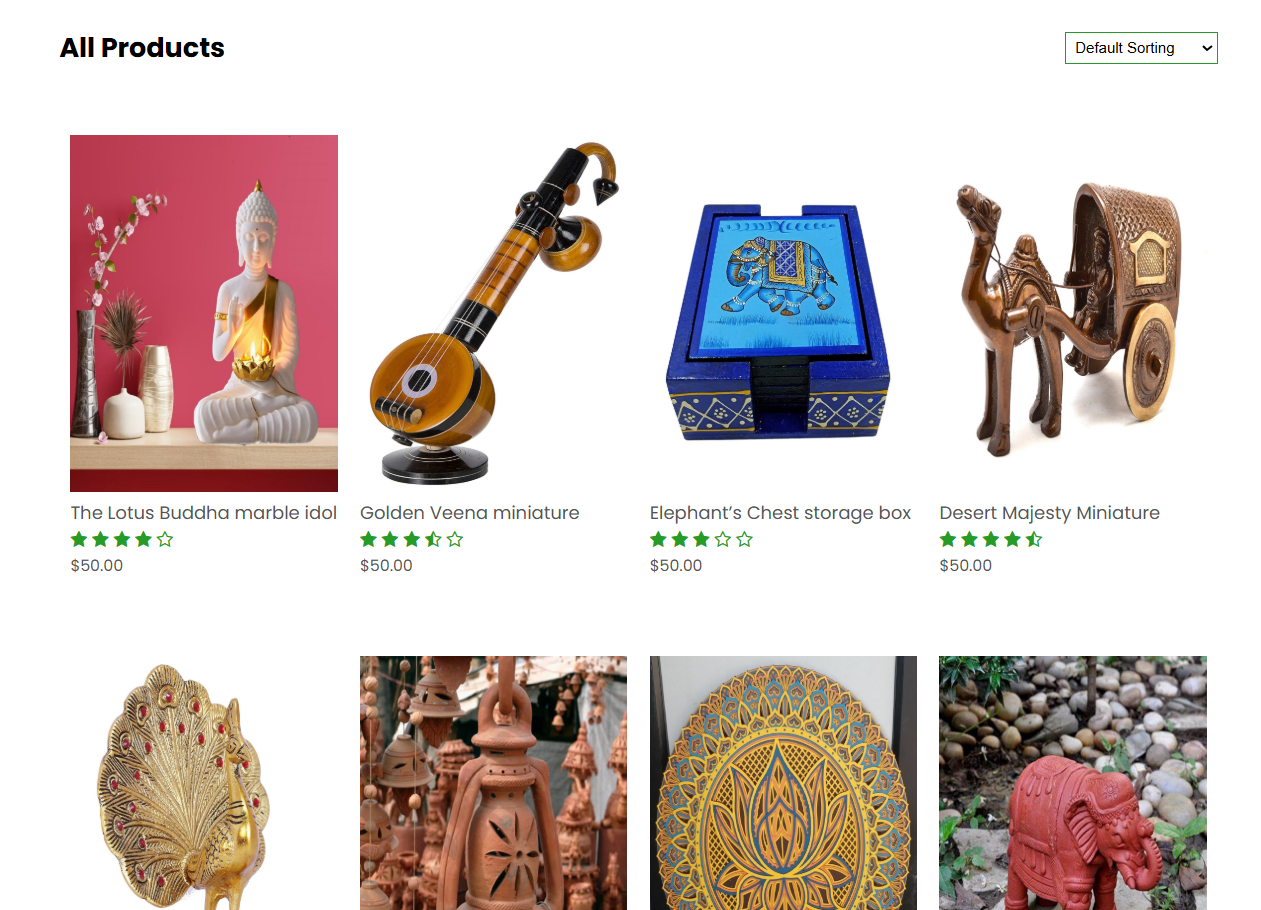 All Products
Default Sorting
The Lotus Buddha marble idol
$50.00
Golden Veena miniature
$50.00
Elephant’s Chest storage box
$50.00
Desert Majesty Miniature
$50.00